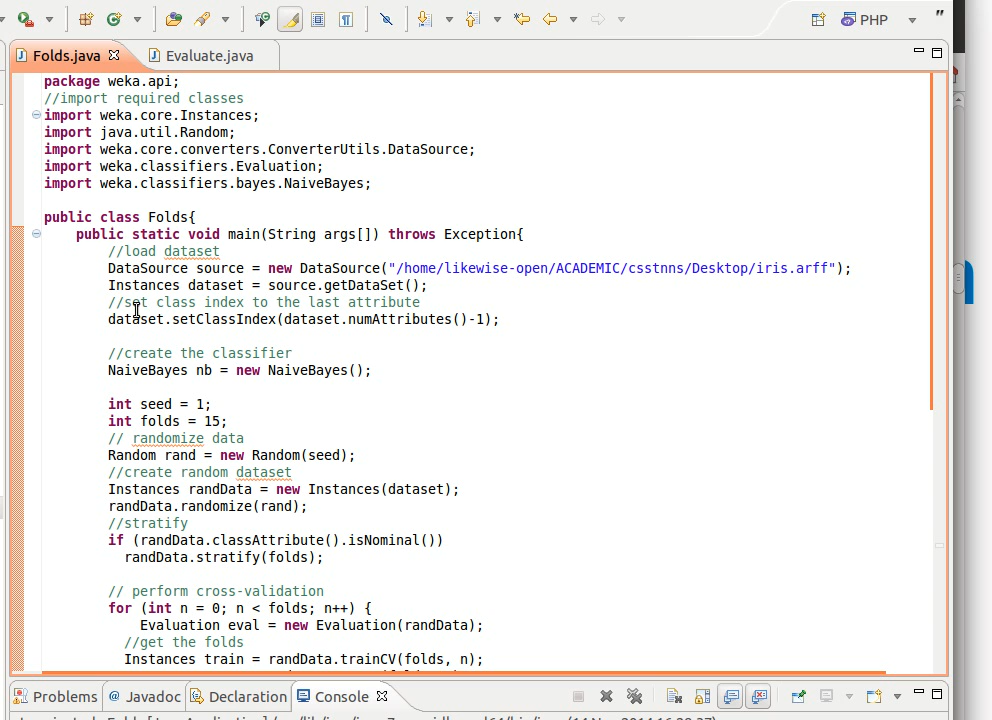 PHP
"
Folds.java
Evaluate.java
package weka.api;
//import required classes
import weka.core.Instances;
import java.util.Random;
import weka.core.converters.ConverterUtils.DataSource;
import weka.classifiers.Evaluation;
import weka.classifiers.bayes.NaiveBayes;
public class Folds{
public static void main(String args[]) throws Exception{
//load dataset
DataSource source = new DataSource("/home/likewise-open/ACADEMIC/csstnns/Desktop/iris.arff");
Instances dataset = source.getDataSet();
//set class index to the last attribute
dataset.setClassIndex(dataset.numAttributes()-1);
//create the classifier
NaiveBayes nb = new NaiveBayes();
int seed = 1;
int folds = 15;
// randomize data
Random rand = new Random(seed);
//create random dataset
Instances randData = new Instances(dataset);
randData.randomize(rand);
//stratify
if (randData.classAttribute().isNominal())
randData.stratify(folds);
// perform cross-validation
for (int n = 0; n < folds; n++) {
Evaluation eval = new Evaluation(randData);
//get the folds
Instances train = randData.trainCV(folds, n);
Problems
@ Javadoc
Declaration
Console